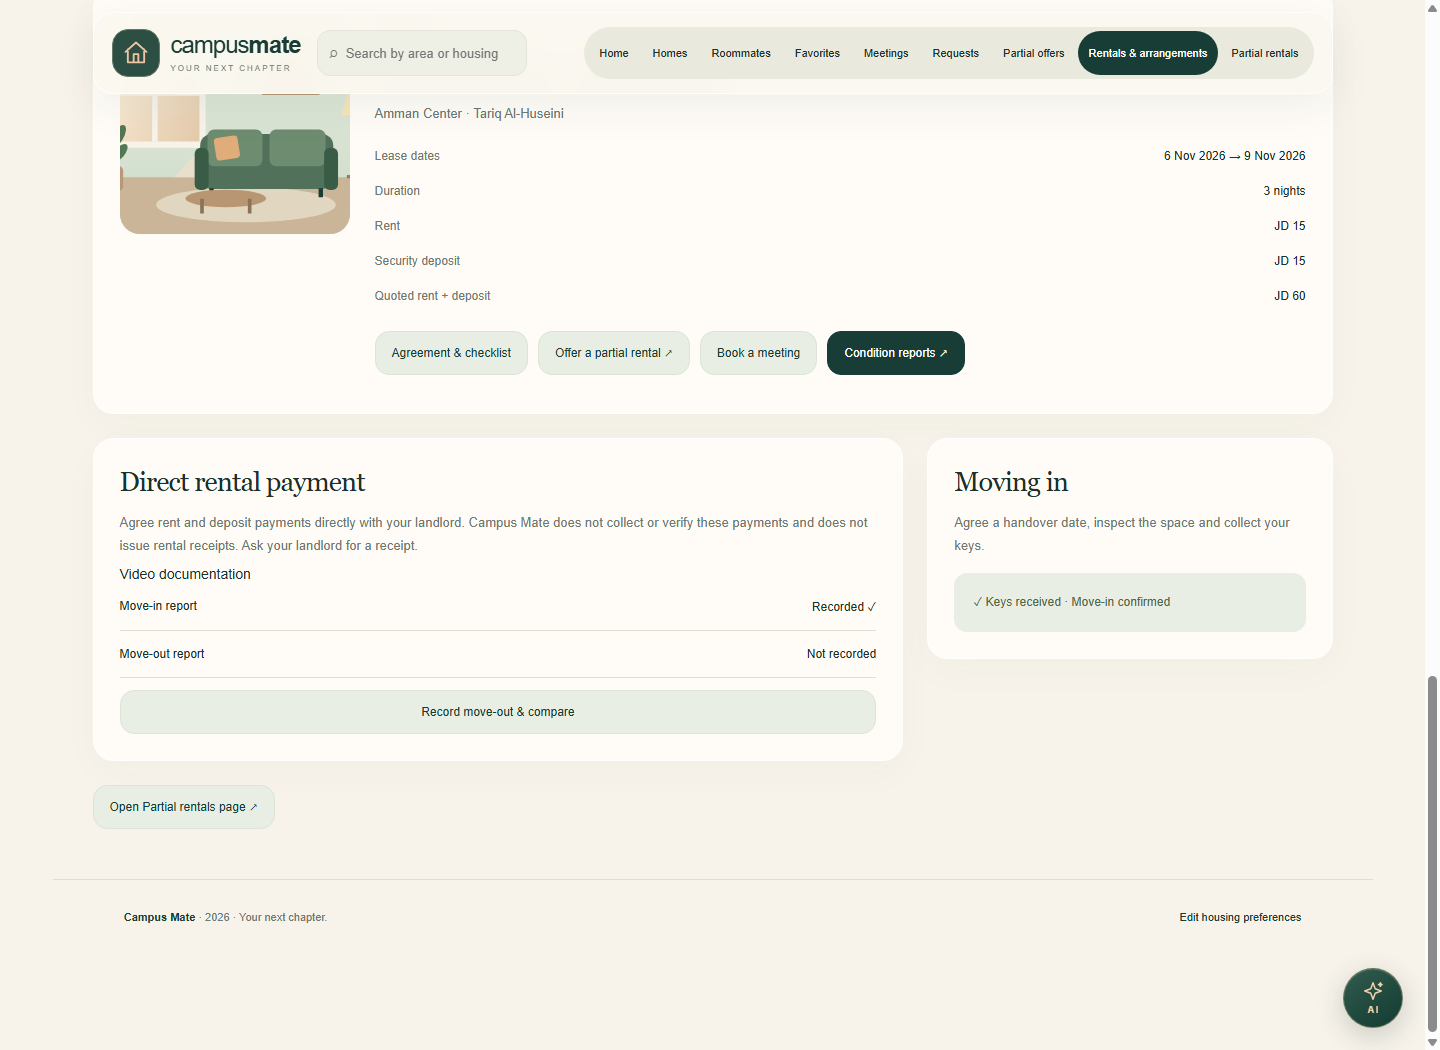 campusmate
YOUR NEXT CHAPTER
Search by area or housing
Home
Homes
Roommates
Favorites
Meetings
Requests
Partial offers
Rentals & arrangements
Partial rentals
Amman Center · Tariq Al-Huseini
Lease dates 6 Nov 2026 → 9 Nov 2026
Duration 3 nights
Rent JD 15
Security deposit JD 15
Quoted rent + deposit JD 60
Agreement & checklist
Offer a partial rental ↗
Book a meeting
Condition reports ↗
Direct rental payment
Agree rent and deposit payments directly with your landlord. Campus Mate does not collect or verify these payments and does not
issue rental receipts. Ask your landlord for a receipt.
Video documentation
Move-in report Recorded ✓
Move-out report Not recorded
Record move-out & compare
Moving in
Agree a handover date, inspect the space and collect your
keys.
✓ Keys received · Move-in confirmed
Open Partial rentals page ↗
Campus Mate · 2026 · Your next chapter.
Edit housing preferences
AI